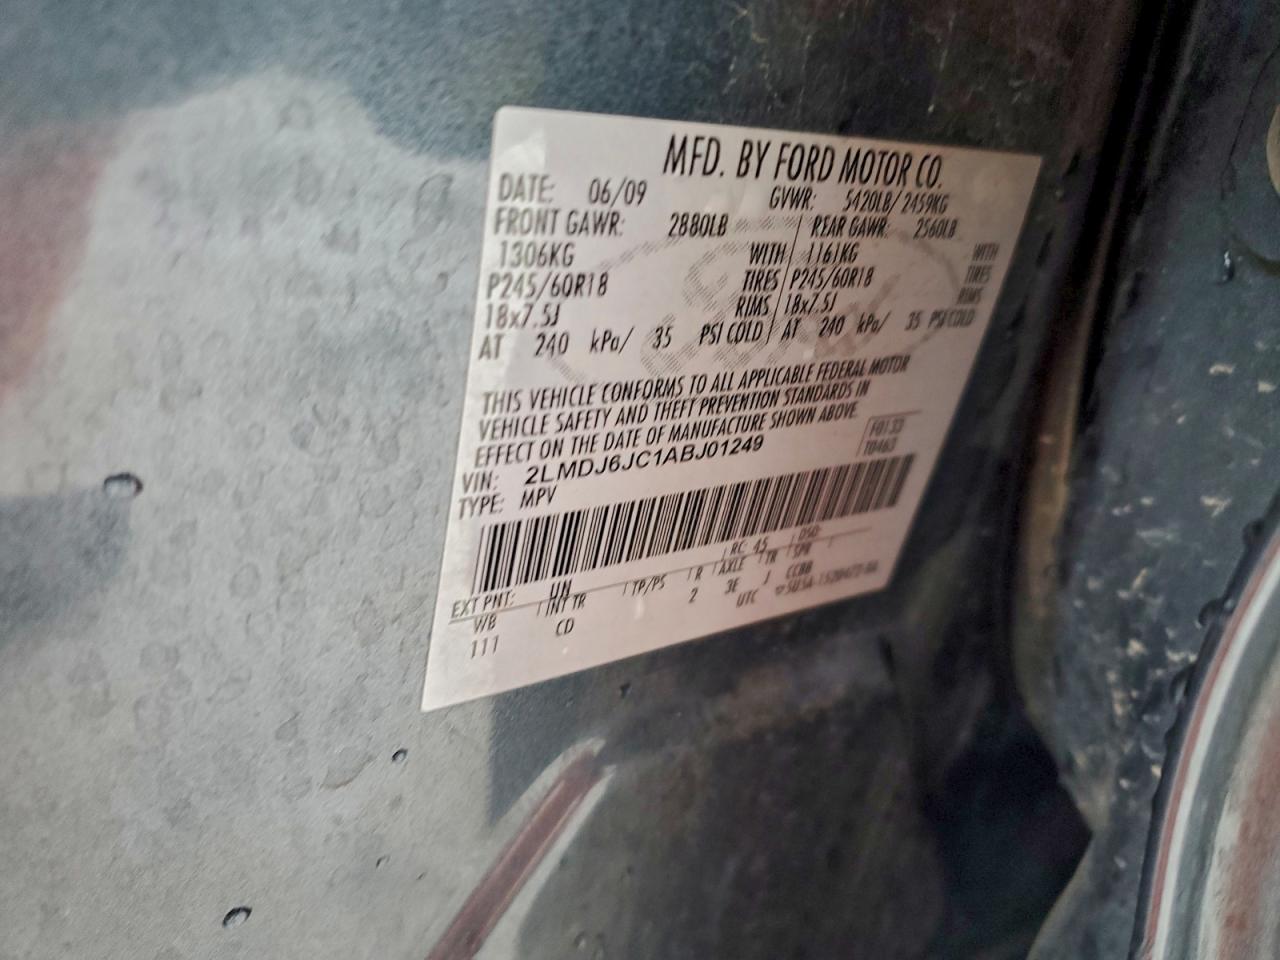 MFD. BY FORD MOTOR CO.
DATE: 06/09 GVWR: 5420LB/2459KG
FRONT GAWR: 2880LB REAR GAWR: 2560LB
1306KG WITH 1161KG WITH
P245/60R18 TIRES P245/60R18 TIRES
18x7.5J RIMS 18x7.5J RIMS
AT 240 kPa/ 35 PSI COLD AT 240 kPa/ 35 PSI COLD
THIS VEHICLE CONFORMS TO ALL APPLICABLE FEDERAL MOTOR
VEHICLE SAFETY AND THEFT PREVENTION STANDARDS IN
EFFECT ON THE DATE OF MANUFACTURE SHOWN ABOVE.
VIN: 2LMDJ6JC1ABJ01249 F0133
TYPE: MPV T0463
EXT PNT: UN RC: 45 DSO:
WB INT TR TP/PS R AXLE TR SPR
111 CD 2 3E J CCBB
UTC